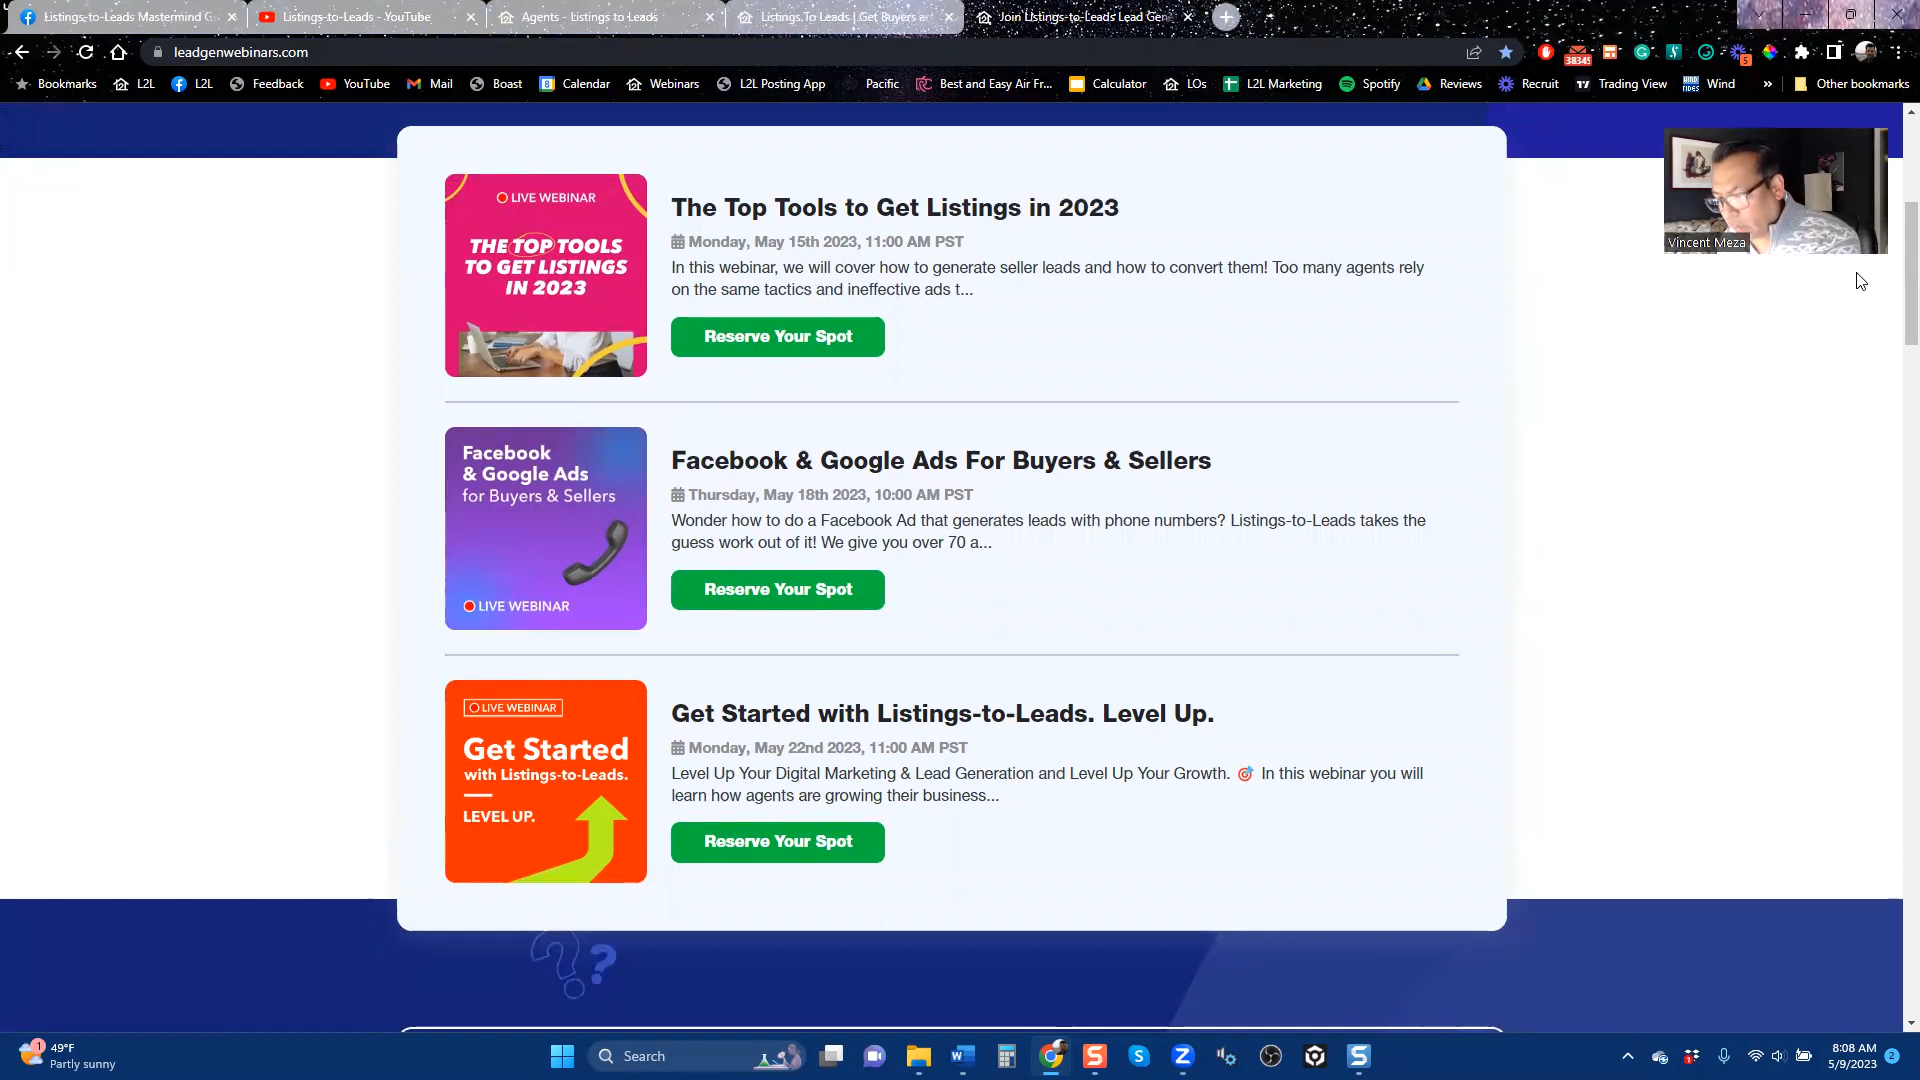 Listings-to-Leads Mastermind G
Listings-to-Leads - YouTube
Agents - Listings to Leads
Listings To Leads | Get Buyers a
Join Listings-to-Leads Lead Gen
leadgenwebinars.com
38345
5
Bookmarks
L2L
L2L
Feedback
YouTube
Mail
Boast
8
Calendar
Webinars
L2L Posting App
Pacific
Best and Easy Air Fr...
Calculator
LOs
L2L Marketing
Spotify
Reviews
Recruit
Trading View
Wind
»
Other bookmarks
Vincent Meza
LIVE WEBINAR
THE TOP TOOLS
TO GET LISTINGS
IN 2023
The Top Tools to Get Listings in 2023
Monday, May 15th 2023, 11:00 AM PST
In this webinar, we will cover how to generate seller leads and how to convert them! Too many agents rely
on the same tactics and ineffective ads t...
Reserve Your Spot
Facebook
& Google Ads
for Buyers & Sellers
LIVE WEBINAR
Facebook & Google Ads For Buyers & Sellers
Thursday, May 18th 2023, 10:00 AM PST
Wonder how to do a Facebook Ad that generates leads with phone numbers? Listings-to-Leads takes the
guess work out of it! We give you over 70 a...
Reserve Your Spot
LIVE WEBINAR
Get Started
with Listings-to-Leads.
LEVEL UP.
Get Started with Listings-to-Leads. Level Up.
Monday, May 22nd 2023, 11:00 AM PST
Level Up Your Digital Marketing & Lead Generation and Level Up Your Growth. 🎯 In this webinar you will
learn how agents are growing their business...
Reserve Your Spot
??
1
49°F
Partly sunny
Search
8:08 AM
5/9/2023
2